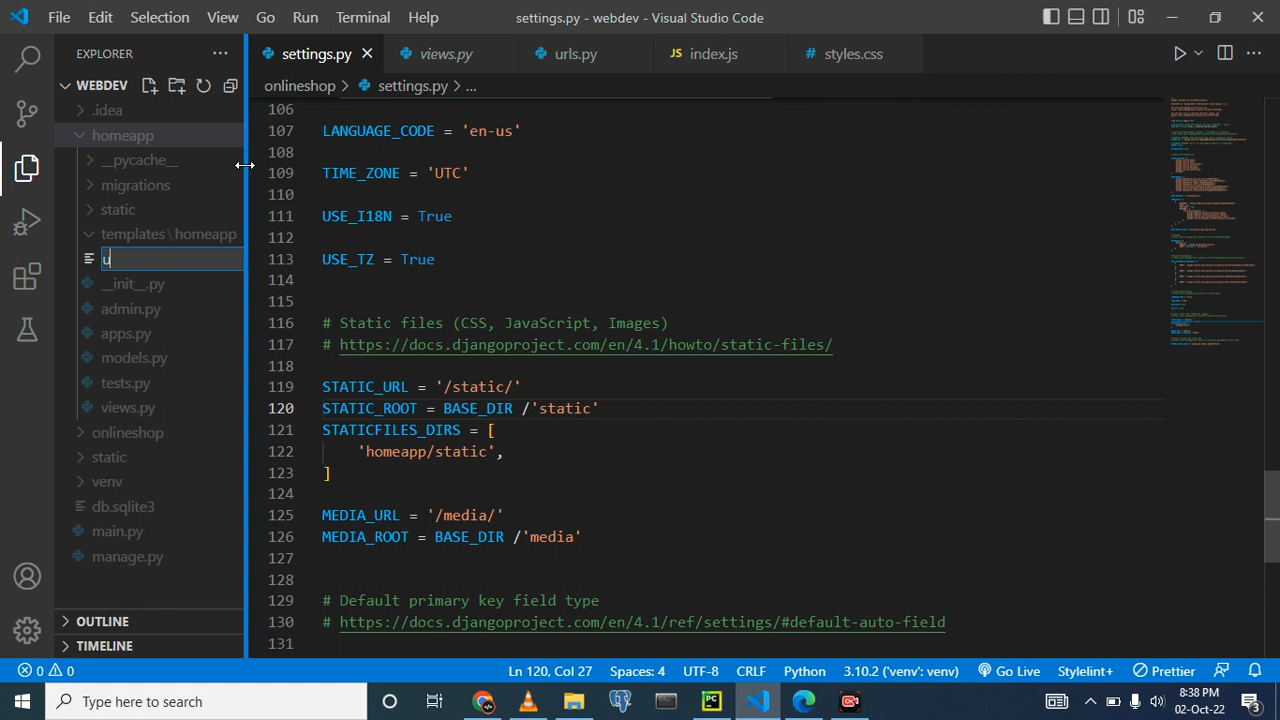 File Edit Selection View Go Run Terminal Help settings.py - webdev - Visual Studio Code
EXPLORER
WEBDEV
.idea
homeapp
__pycache__
migrations
static
templates\homeapp
u
__init__.py
admin.py
apps.py
models.py
tests.py
views.py
onlineshop
static
venv
db.sqlite3
main.py
manage.py
OUTLINE
TIMELINE
settings.py views.py urls.py JS index.js # styles.css
onlineshop > settings.py > ...
106
107 LANGUAGE_CODE = 'en-us'
108
109 TIME_ZONE = 'UTC'
110
111 USE_I18N = True
112
113 USE_TZ = True
114
115
116 # Static files (CSS, JavaScript, Images)
117 # https://docs.djangoproject.com/en/4.1/howto/static-files/
118
119 STATIC_URL = '/static/'
120 STATIC_ROOT = BASE_DIR /'static'
121 STATICFILES_DIRS = [
122 'homeapp/static',
123 ]
124
125 MEDIA_URL = '/media/'
126 MEDIA_ROOT = BASE_DIR /'media'
127
128
129 # Default primary key field type
130 # https://docs.djangoproject.com/en/4.1/ref/settings/#default-auto-field
131
0 0 Ln 120, Col 27 Spaces: 4 UTF-8 CRLF Python 3.10.2 ('venv': venv) Go Live Stylelint+ Prettier
Type here to search
PC
8:38 PM
02-Oct-22
3